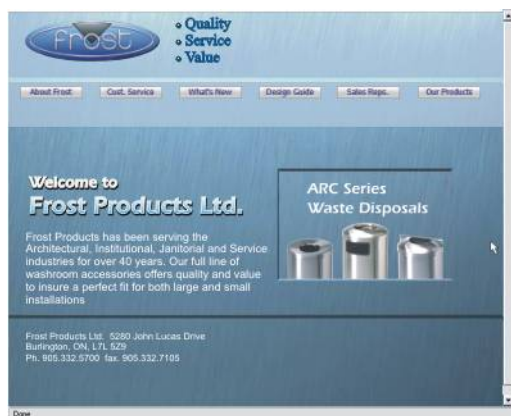 Frost
Quality
Service
Value
About Frost
Cust. Service
What's New
Design Guide
Sales Reps.
Our Products
Welcome to
Frost Products Ltd.
Frost Products has been serving the
Architectural, Institutional, Janitorial and Service
industries for over 40 years. Our full line of
washroom accessories offers quality and value
to insure a perfect fit for both large and small
installations
ARC Series
Waste Disposals
Frost Products Ltd. 5280 John Lucas Drive
Burlington, ON, L7L 5Z9
Ph. 905.332.5700 fax. 905.332.7105
Done